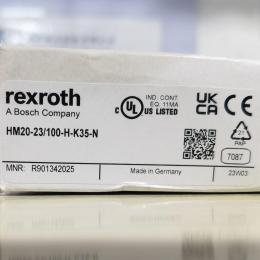 rexroth
A Bosch Company
HM20-23/100-H-K35-N
c UL US LISTED
IND. CONT.
EQ. 11MA
UK
CA
CE
21
PAP
7087
MNR: R901342025
Made in Germany
23W03